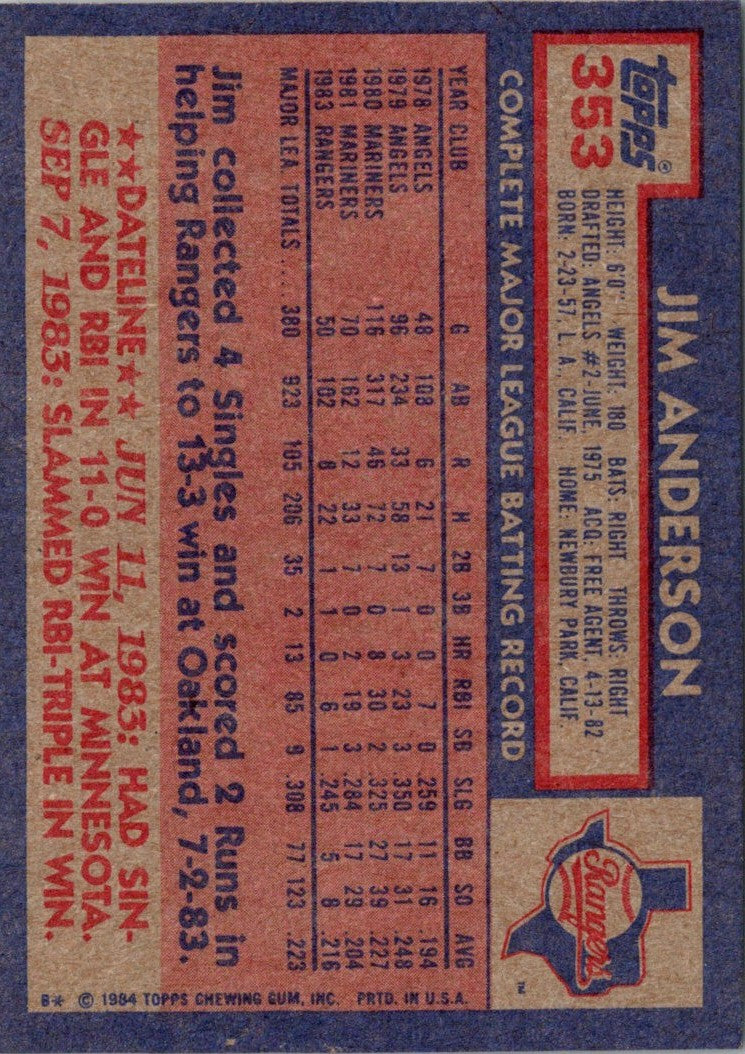 topps®
353
JIM ANDERSON
HEIGHT: 6'0" WEIGHT: 180 BATS: RIGHT THROWS: RIGHT
DRAFTED: ANGELS #2-JUNE, 1975 ACQ: FREE AGENT, 4-13-82
BORN: 2-23-57, L. A., CALIF. HOME: NEWBURY PARK, CALIF.
Rangers
TM
COMPLETE MAJOR LEAGUE BATTING RECORD
YEAR CLUB G AB R H 2B 3B HR RBI SB SLG BB SO AVG
1978 ANGELS 48 108 6 21 7 0 0 7 0 .259 11 16 .194
1979 ANGELS 96 234 33 58 13 1 3 23 3 .350 17 31 .248
1980 MARINERS 116 317 46 72 7 0 8 30 2 .325 27 39 .227
1981 MARINERS 70 162 12 33 7 0 2 19 3 .284 17 29 .204
1983 RANGERS 50 102 8 22 1 1 0 6 1 .245 5 8 .216
MAJOR LEA. TOTALS .... 380 923 105 206 35 2 13 85 9 .308 77 123 .223
Jim collected 4 Singles and scored 2 Runs in
helping Rangers to 13-3 win at Oakland, 7-2-83.
★★DATELINE★★ JUN 11, 1983: HAD SIN-
GLE AND RBI IN 11-0 WIN AT MINNESOTA.
SEP 7, 1983: SLAMMED RBI-TRIPLE IN WIN.
B* © 1984 TOPPS CHEWING GUM, INC. PRTD. IN U.S.A.